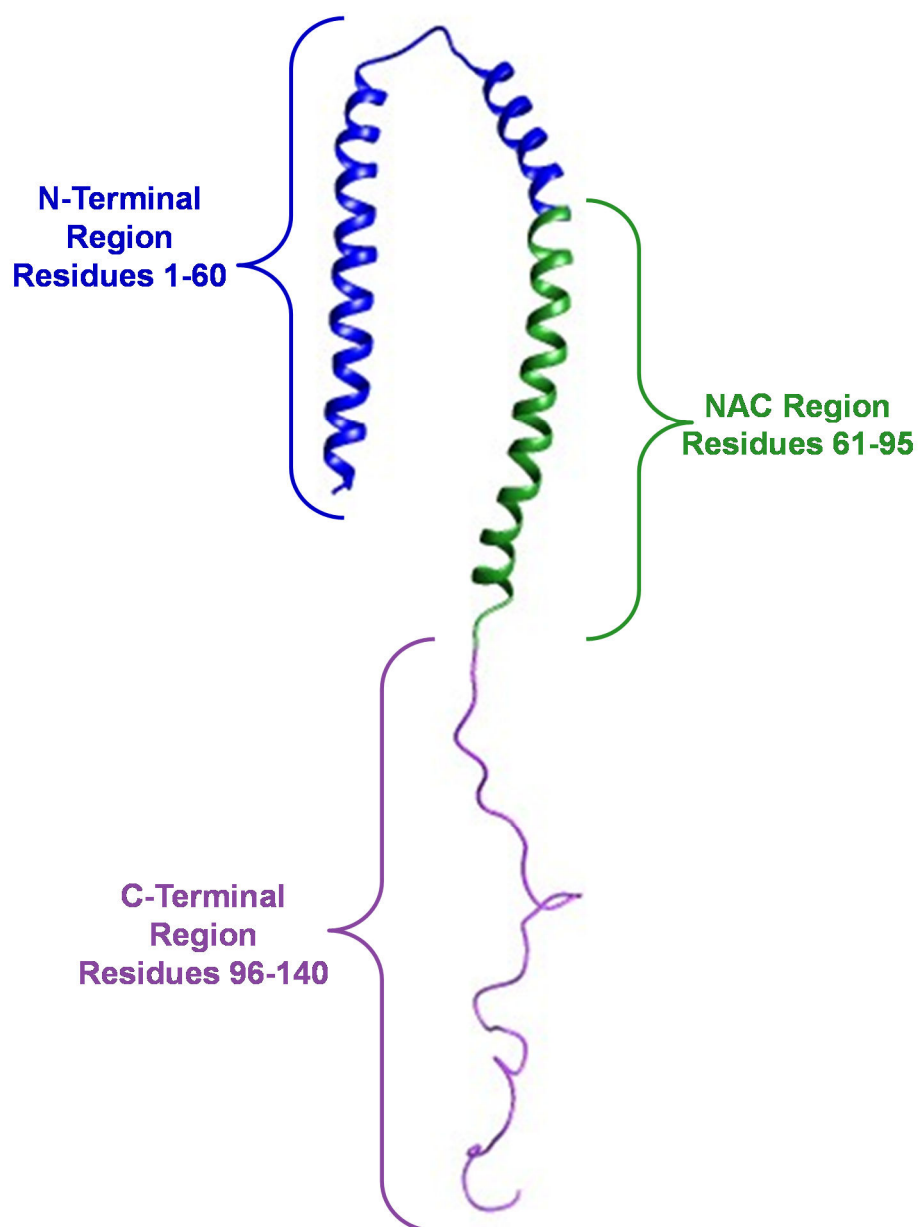 N-Terminal
Region
Residues 1-60
NAC Region
Residues 61-95
C-Terminal
Region
Residues 96-140